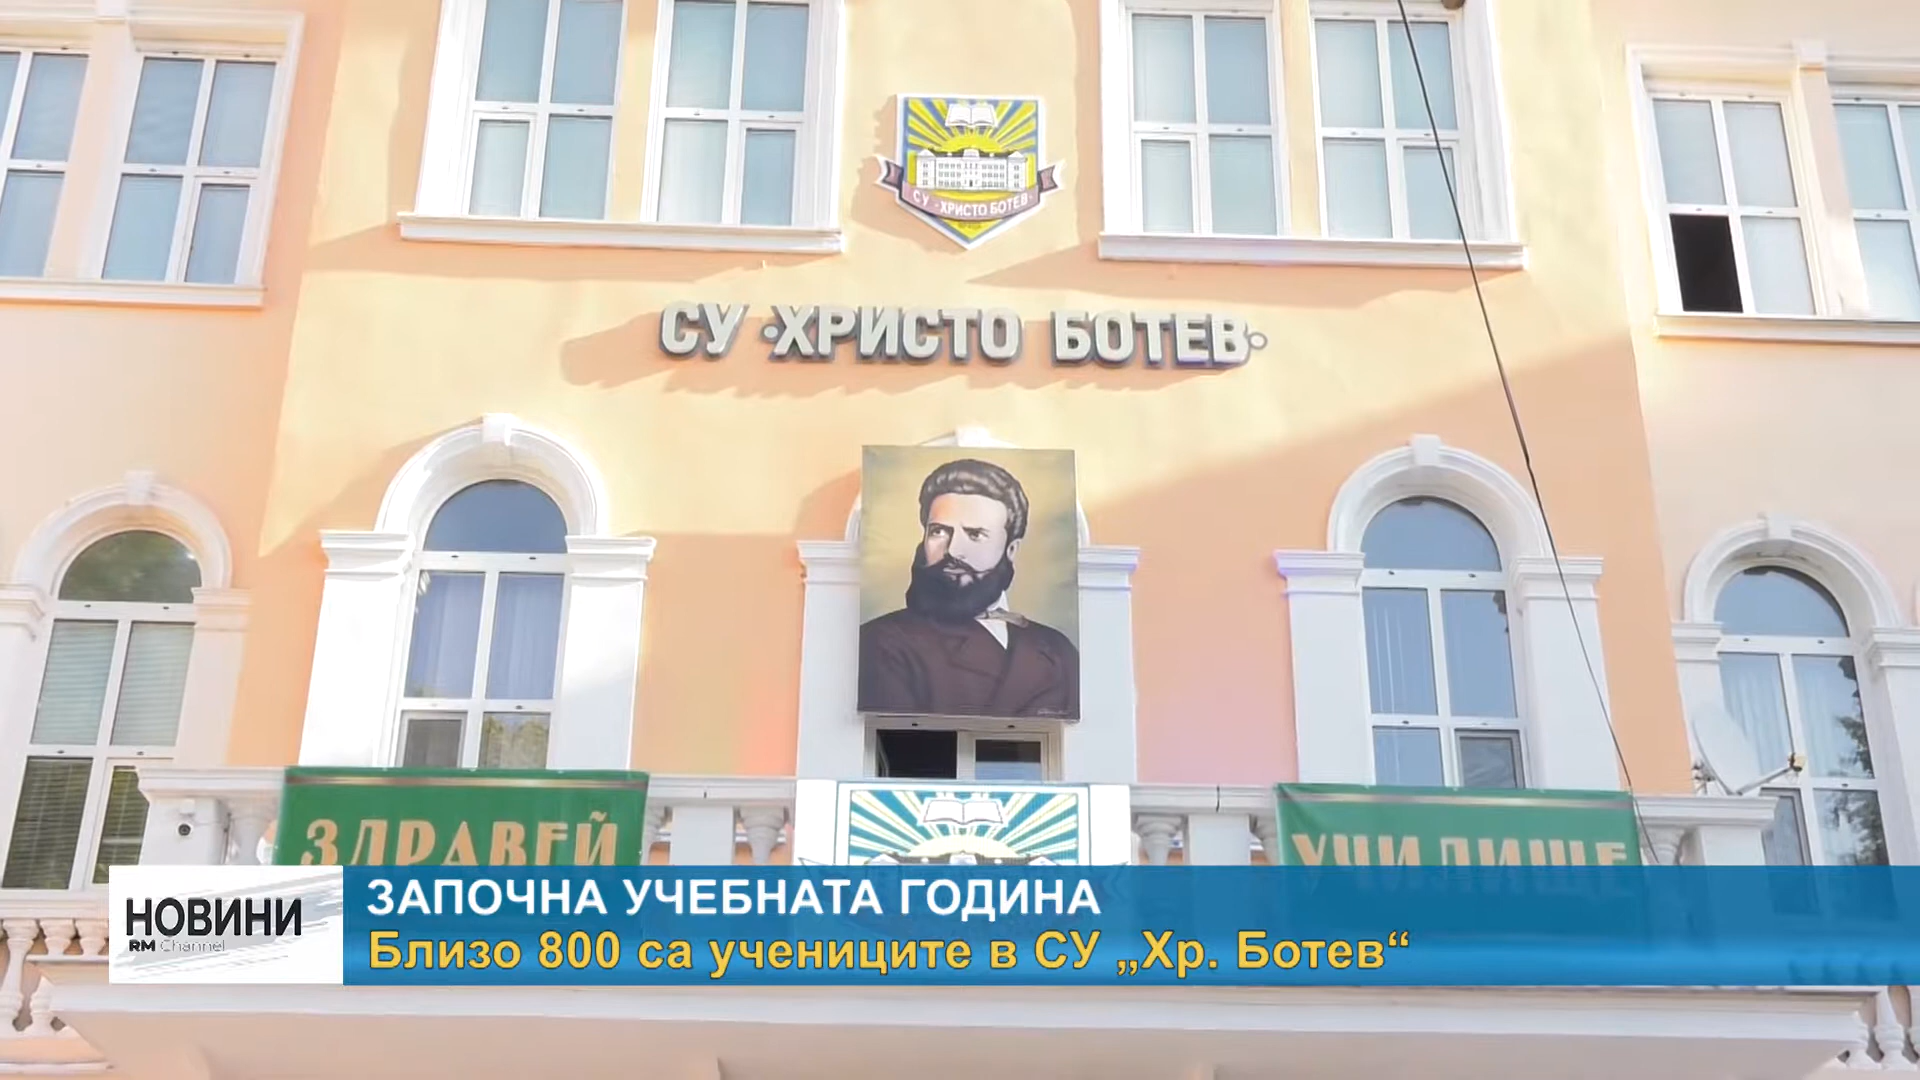 СУ ·ХРИСТО БОТЕВ·
СУ ·ХРИСТО БОТЕВ·
ЗДРАВЕЙ
УЧИЛИЩЕ
НОВИНИ
RM Channel
ЗАПОЧНА УЧЕБНАТА ГОДИНА
Близо 800 са учениците в СУ „Хр. Ботев“